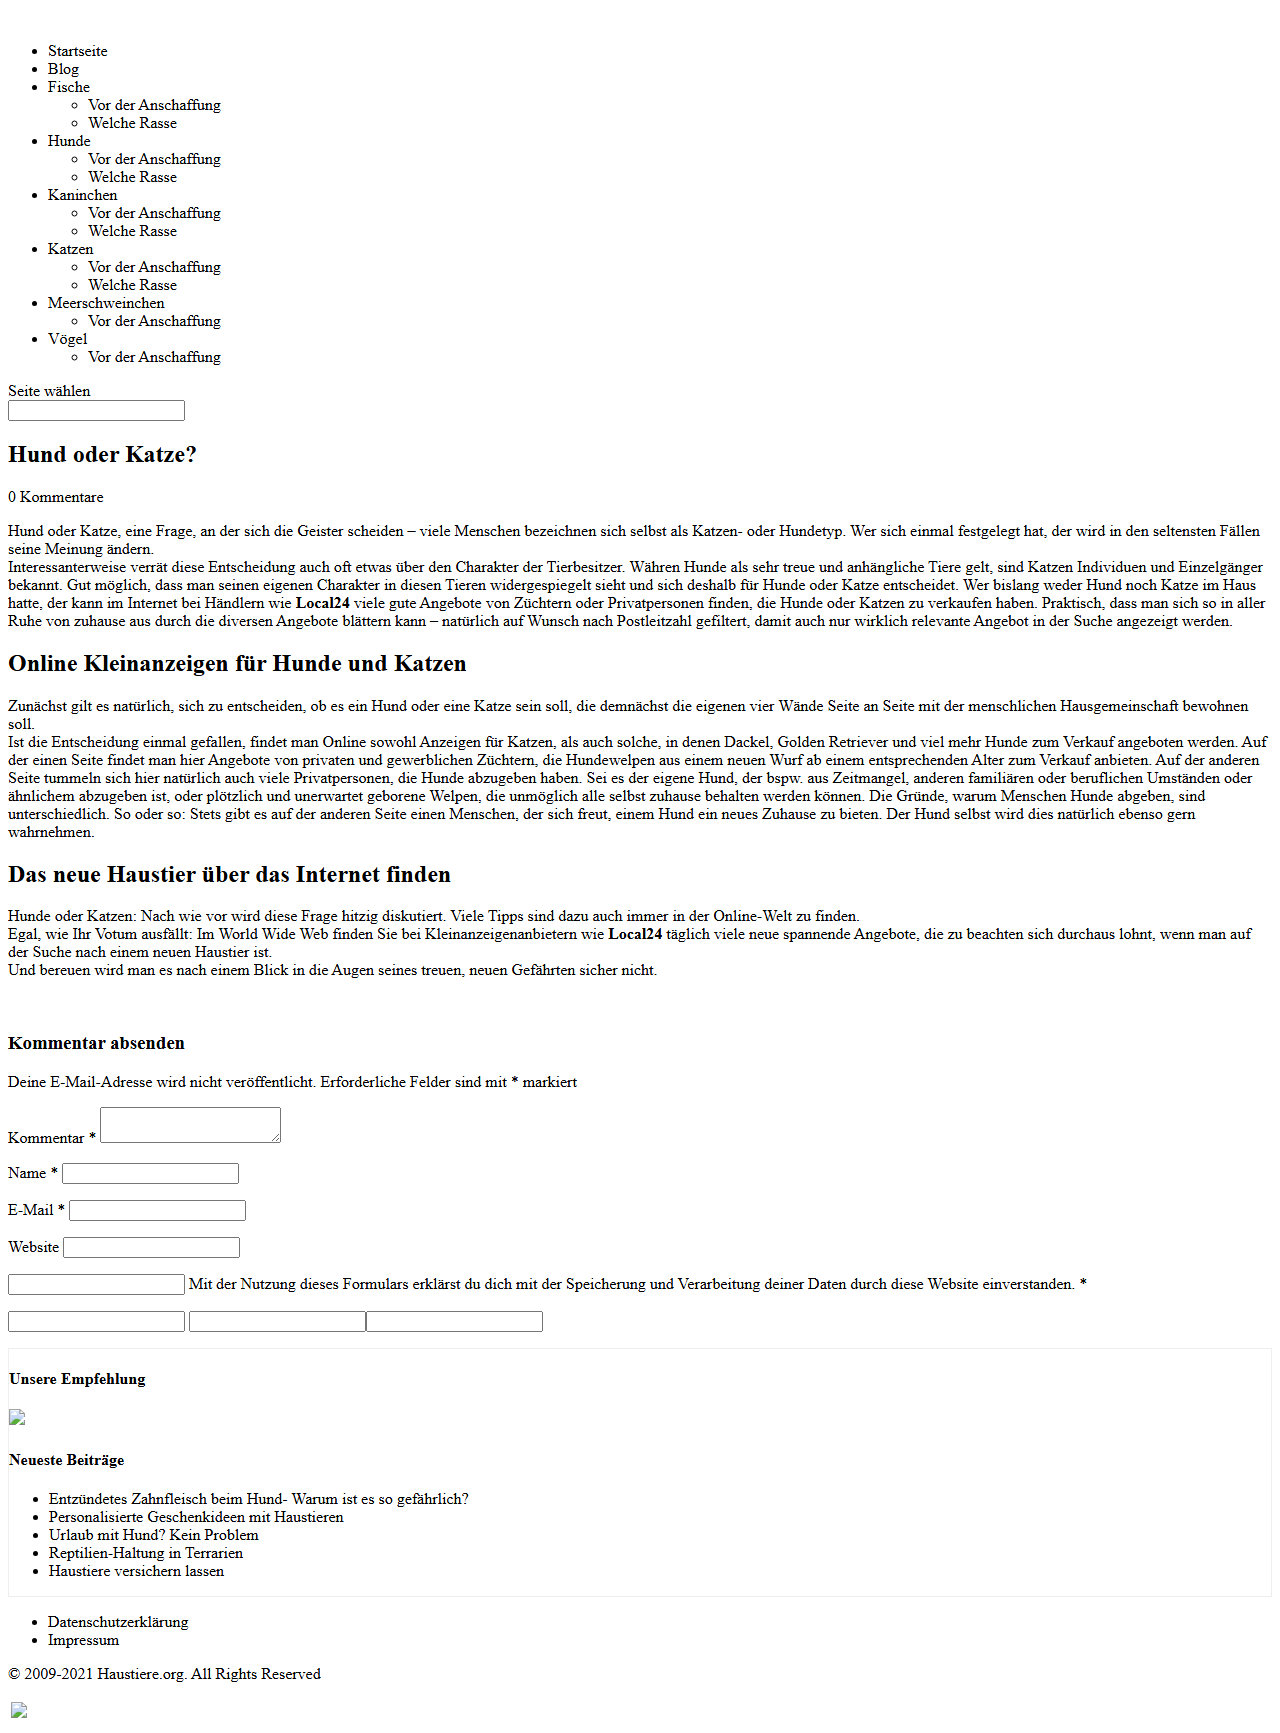 Startseite
Blog
Fische
Vor der Anschaffung
Welche Rasse
Hunde
Vor der Anschaffung
Welche Rasse
Kaninchen
Vor der Anschaffung
Welche Rasse
Katzen
Vor der Anschaffung
Welche Rasse
Meerschweinchen
Vor der Anschaffung
Vögel
Vor der Anschaffung
Seite wählen
Hund oder Katze?
0 Kommentare
Hund oder Katze, eine Frage, an der sich die Geister scheiden – viele Menschen bezeichnen sich selbst als Katzen- oder Hundetyp. Wer sich einmal festgelegt hat, der wird in den seltensten Fällen
seine Meinung ändern.
Interessanterweise verrät diese Entscheidung auch oft etwas über den Charakter der Tierbesitzer. Währen Hunde als sehr treue und anhängliche Tiere gelt, sind Katzen Individuen und Einzelgänger
bekannt. Gut möglich, dass man seinen eigenen Charakter in diesen Tieren widergespiegelt sieht und sich deshalb für Hunde oder Katze entscheidet. Wer bislang weder Hund noch Katze im Haus
hatte, der kann im Internet bei Händlern wie Local24 viele gute Angebote von Züchtern oder Privatpersonen finden, die Hunde oder Katzen zu verkaufen haben. Praktisch, dass man sich so in aller
Ruhe von zuhause aus durch die diversen Angebote blättern kann – natürlich auf Wunsch nach Postleitzahl gefiltert, damit auch nur wirklich relevante Angebot in der Suche angezeigt werden.
Online Kleinanzeigen für Hunde und Katzen
Zunächst gilt es natürlich, sich zu entscheiden, ob es ein Hund oder eine Katze sein soll, die demnächst die eigenen vier Wände Seite an Seite mit der menschlichen Hausgemeinschaft bewohnen
soll.
Ist die Entscheidung einmal gefallen, findet man Online sowohl Anzeigen für Katzen, als auch solche, in denen Dackel, Golden Retriever und viel mehr Hunde zum Verkauf angeboten werden. Auf
der einen Seite findet man hier Angebote von privaten und gewerblichen Züchtern, die Hundewelpen aus einem neuen Wurf ab einem entsprechenden Alter zum Verkauf anbieten. Auf der anderen
Seite tummeln sich hier natürlich auch viele Privatpersonen, die Hunde abzugeben haben. Sei es der eigene Hund, der bspw. aus Zeitmangel, anderen familiären oder beruflichen Umständen oder
ähnlichem abzugeben ist, oder plötzlich und unerwartet geborene Welpen, die unmöglich alle selbst zuhause behalten werden können. Die Gründe, warum Menschen Hunde abgeben, sind
unterschiedlich. So oder so: Stets gibt es auf der anderen Seite einen Menschen, der sich freut, einem Hund ein neues Zuhause zu bieten. Der Hund selbst wird dies natürlich ebenso gern
wahrnehmen.
Das neue Haustier über das Internet finden
Hunde oder Katzen: Nach wie vor wird diese Frage hitzig diskutiert. Viele Tipps sind dazu auch immer in der Online-Welt zu finden.
Egal, wie Ihr Votum ausfällt: Im World Wide Web finden Sie bei Kleinanzeigenanbietern wie Local24 täglich viele neue spannende Angebote, die zu beachten sich durchaus lohnt, wenn man auf
der Suche nach einem neuen Haustier ist.
Und bereuen wird man es nach einem Blick in die Augen seines treuen, neuen Gefährten sicher nicht.
Kommentar absenden
Deine E-Mail-Adresse wird nicht veröffentlicht. Erforderliche Felder sind mit * markiert
Kommentar *
Name *
E-Mail *
Website
Mit der Nutzung dieses Formulars erklärst du dich mit der Speicherung und Verarbeitung deiner Daten durch diese Website einverstanden. *
Unsere Empfehlung
Neueste Beiträge
Entzündetes Zahnfleisch beim Hund- Warum ist es so gefährlich?
Personalisierte Geschenkideen mit Haustieren
Urlaub mit Hund? Kein Problem
Reptilien-Haltung in Terrarien
Haustiere versichern lassen
Datenschutzerklärung
Impressum
© 2009-2021 Haustiere.org. All Rights Reserved